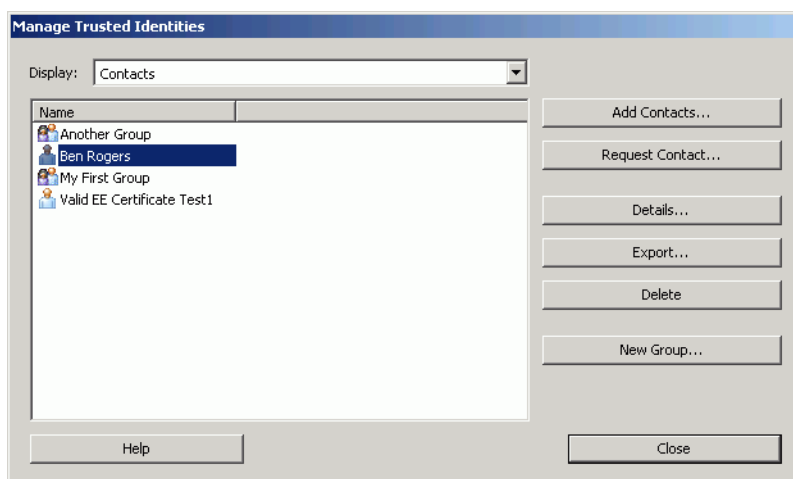 Manage Trusted Identities
Display: Contacts
Name
Another Group
Ben Rogers
My First Group
Valid EE Certificate Test1
Add Contacts...
Request Contact...
Details...
Export...
Delete
New Group...
Help
Close